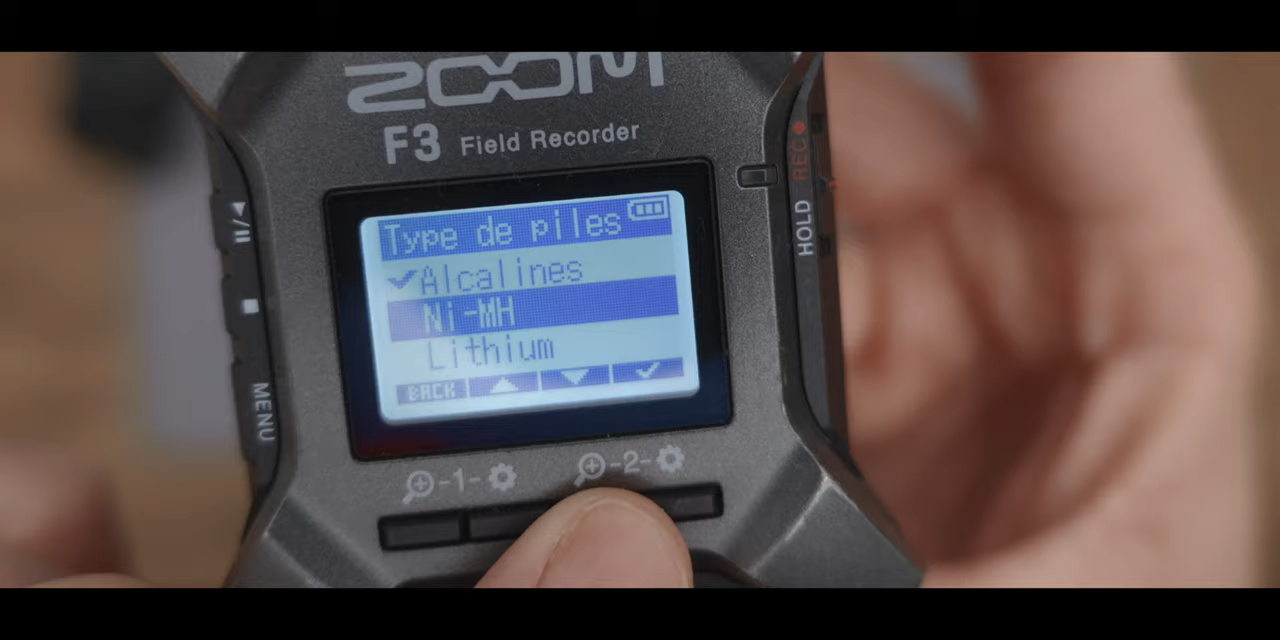 ZOOM
F3 Field Recorder
REC
HOLD
Type de piles
Alcalines
Ni-MH
Lithium
BACK
MENU
-1-
-2-